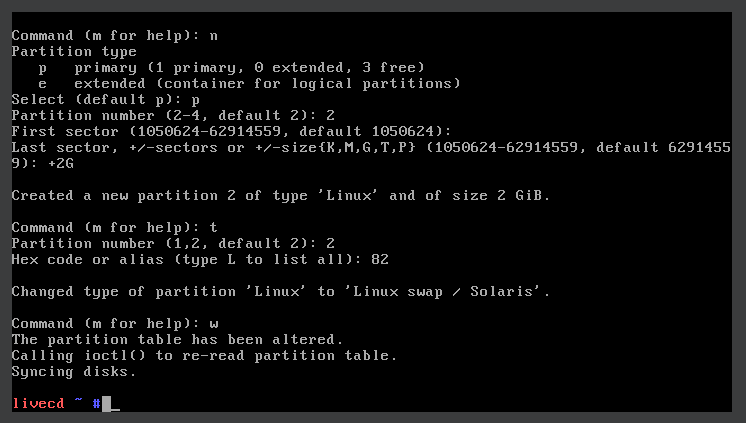 Command (m for help): n
Partition type
   p   primary (1 primary, 0 extended, 3 free)
   e   extended (container for logical partitions)
Select (default p): p
Partition number (2-4, default 2): 2
First sector (1050624-62914559, default 1050624):
Last sector, +/-sectors or +/-size{K,M,G,T,P} (1050624-62914559, default 6291455
9): +2G
Created a new partition 2 of type 'Linux' and of size 2 GiB.
Command (m for help): t
Partition number (1,2, default 2): 2
Hex code or alias (type L to list all): 82
Changed type of partition 'Linux' to 'Linux swap / Solaris'.
Command (m for help): w
The partition table has been altered.
Calling ioctl() to re-read partition table.
Syncing disks.
livecd ~ #